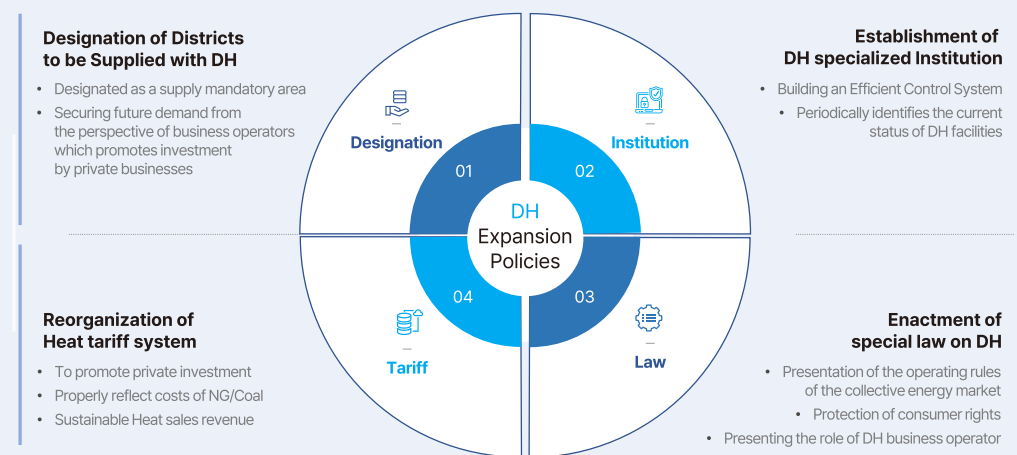 Designation of Districts
to be Supplied with DH
• Designated as a supply mandatory area
• Securing future demand from
the perspective of business operators
which promotes investment
by private businesses
Establishment of
DH specialized Institution
• Building an Efficient Control System
• Periodically identifies the current
status of DH facilities
Designation
01
Institution
02
DH
Expansion
Policies
04
Tariff
03
Law
Reorganization of
Heat tariff system
• To promote private investment
• Properly reflect costs of NG/Coal
• Sustainable Heat sales revenue
Enactment of
special law on DH
• Presentation of the operating rules
of the collective energy market
• Protection of consumer rights
• Presenting the role of DH business operator